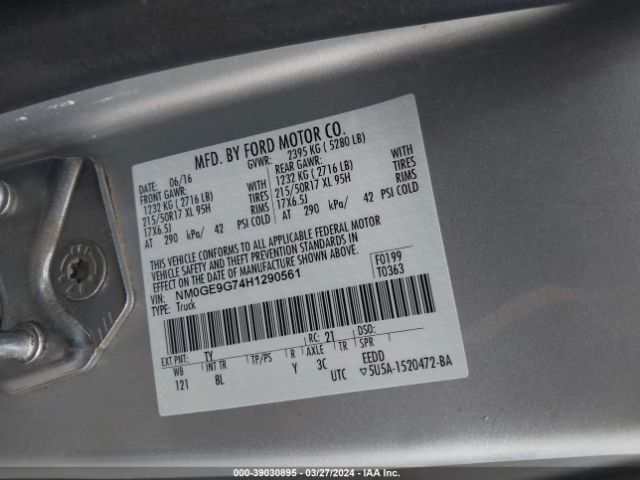 MFD. BY FORD MOTOR CO.
DATE: 06/16 GVWR: 2395 KG ( 5280 LB)
FRONT GAWR: REAR GAWR:
1232 KG (2716 LB) WITH 1232 KG (2716 LB) WITH
215/50R17 XL 95H TIRES 215/50R17 XL 95H TIRES
17X6.5J RIMS 17X6.5J RIMS
AT 290 kPa/ 42 PSI COLD AT 290 kPa/ 42 PSI COLD
THIS VEHICLE CONFORMS TO ALL APPLICABLE FEDERAL MOTOR
VEHICLE SAFETY AND THEFT PREVENTION STANDARDS IN
EFFECT ON THE DATE OF MANUFACTURE SHOWN ABOVE.
VIN: NM0GE9G74H1290561 F0199
TYPE: Truck T0363
EXT PNT: TY RC: 21 DSO:
WB INT TR TP/PS R AXLE TR SPR
121 8L Y 3C EEDD
UTC ▽5U5A-1520472-BA
000-39030895 - 03/27/2024 - IAA Inc.